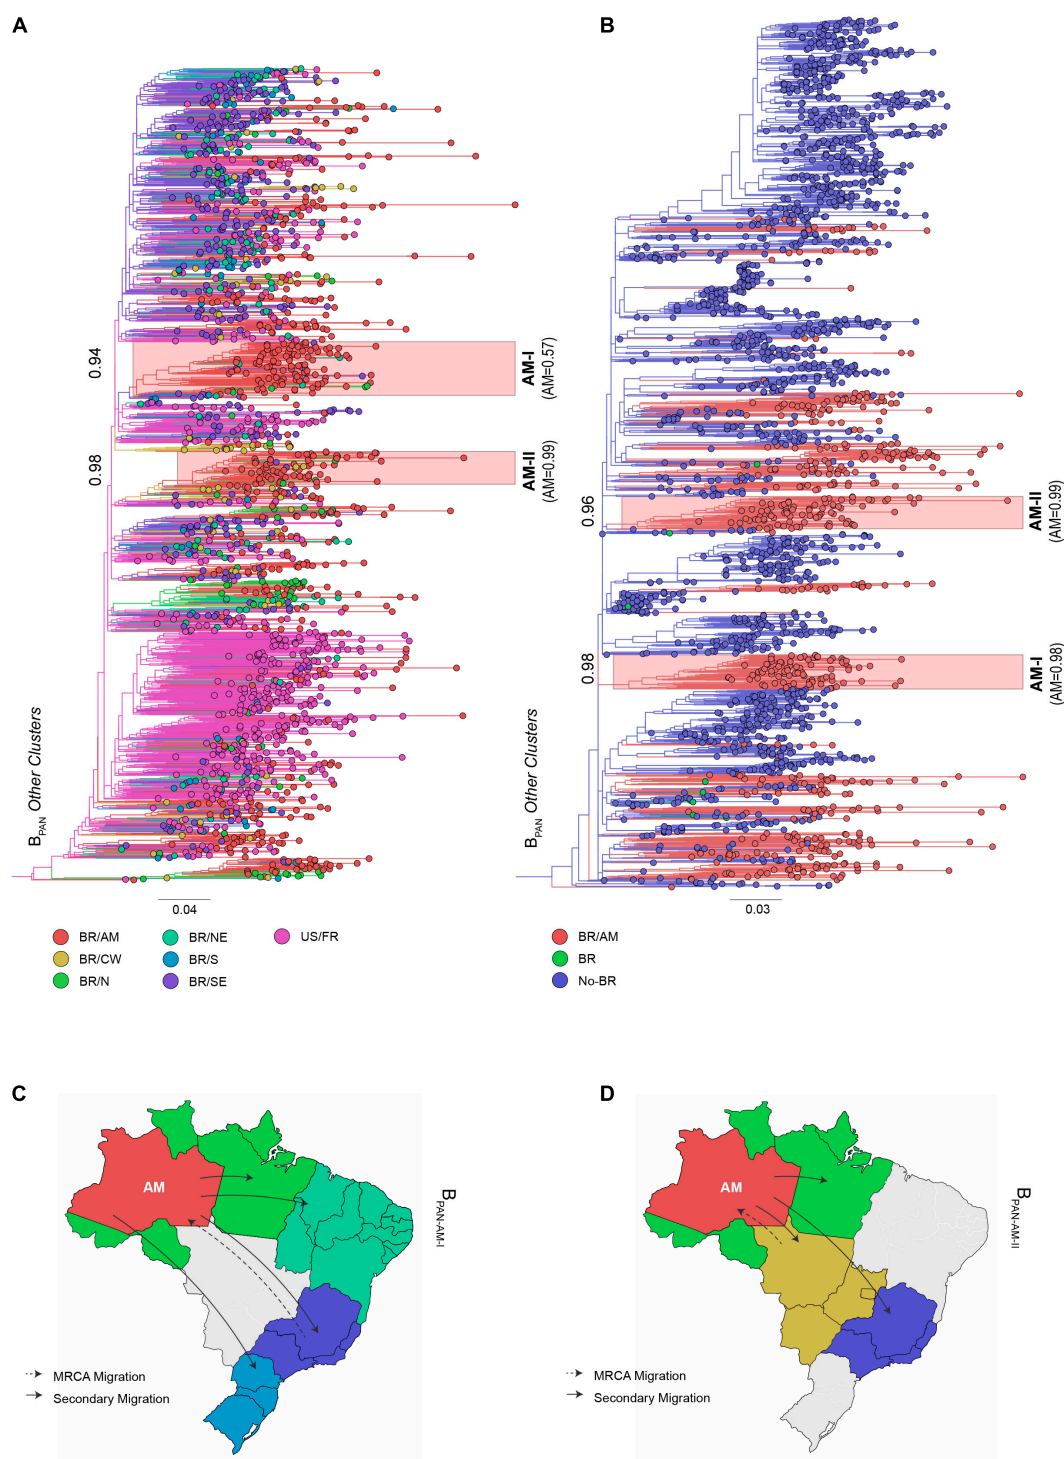 A
B
0.94
AM-I
(AM=0.57)
0.98
AM-II
(AM=0.99)
0.96
AM-II
(AM=0.99)
0.98
AM-I
(AM=0.98)
BPAN Other Clusters
BPAN Other Clusters
0.04
0.03
BR/AM
BR/NE
US/FR
BR/CW
BR/S
BR/N
BR/SE
BR/AM
BR
No-BR
C
D
AM
AM
BPAN-AM-I
BPAN-AM-II
MRCA Migration
Secondary Migration
MRCA Migration
Secondary Migration